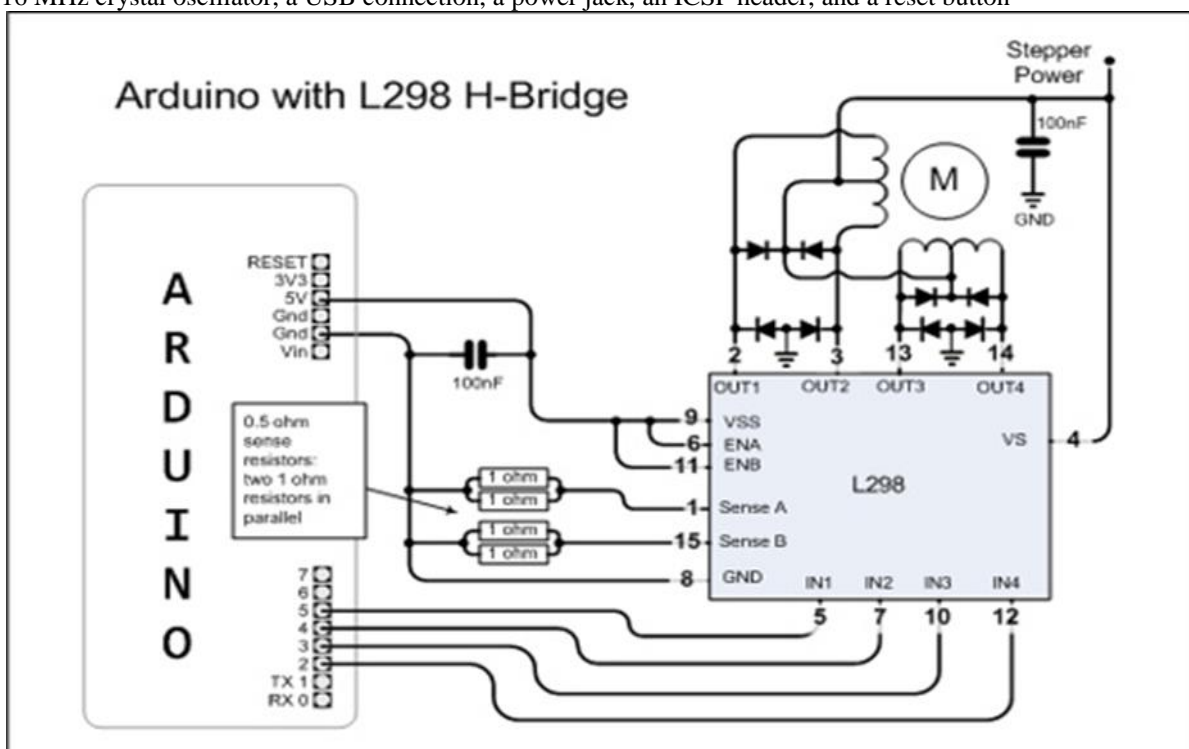 16 MHz crystal oscillator, a USB connection, a power jack, an ICSP header, and a reset button
Arduino with L298 H-Bridge
Stepper
Power
100nF
GND
M
ARDUINO
RESET
3V3
5V
Gnd
Gnd
Vin
100nF
0.5 ohm
sense
resistors:
two 1 ohm
resistors in
parallel
1 ohm
1 ohm
1 ohm
1 ohm
2
3
13
14
OUT1
OUT2
OUT3
OUT4
9
VSS
6
ENA
11
ENB
VS
4
L298
1
Sense A
15
Sense B
8
GND
IN1
IN2
IN3
IN4
5
7
10
12
7
6
5
4
3
2
TX 1
RX 0